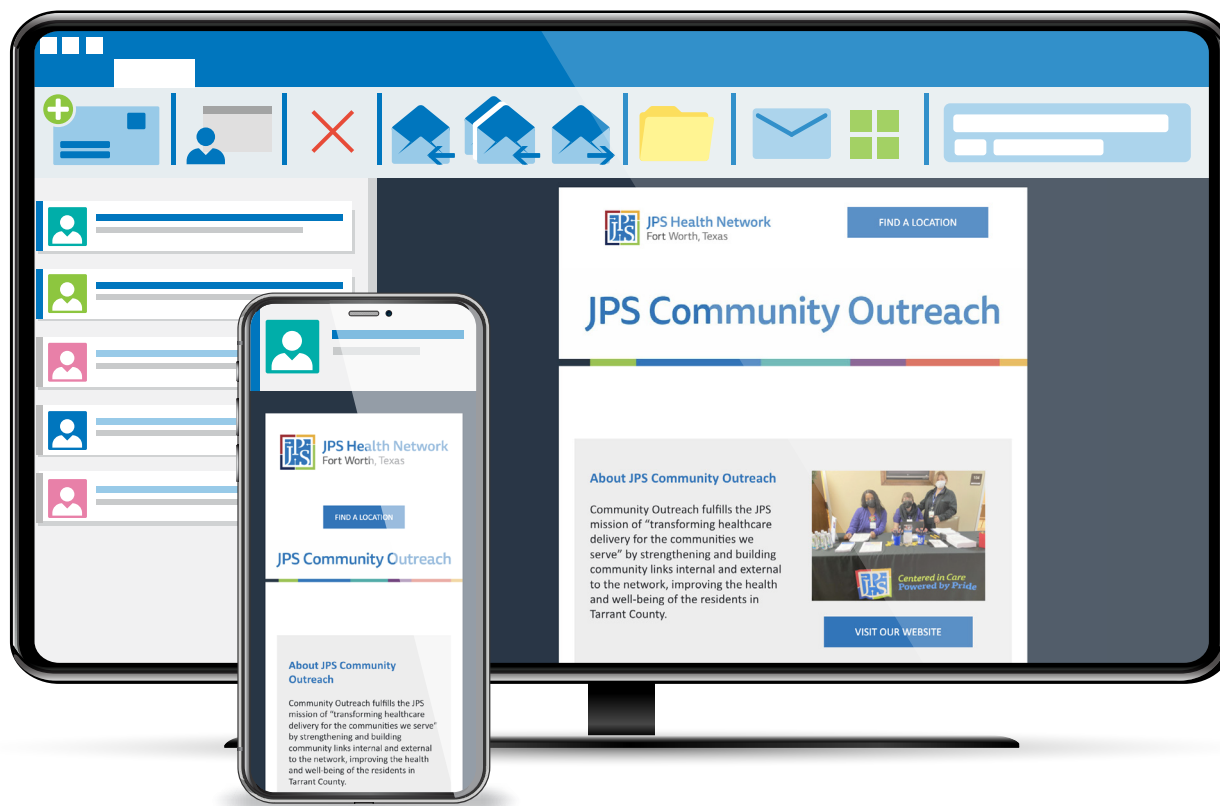 JPS Health Network
Fort Worth, Texas
FIND A LOCATION
JPS Community Outreach
About JPS Community Outreach
Community Outreach fulfills the JPS
mission of “transforming healthcare
delivery for the communities we
serve” by strengthening and building
community links internal and external
to the network, improving the health
and well-being of the residents in
Tarrant County.
JPS
Centered in Care
Powered by Pride
VISIT OUR WEBSITE
JPS Health Network
Fort Worth, Texas
FIND A LOCATION
JPS Community Outreach
About JPS Community
Outreach
Community Outreach fulfills the JPS
mission of “transforming healthcare
delivery for the communities we serve”
by strengthening and building
community links internal and external
to the network, improving the health
and well-being of the residents in
Tarrant County.